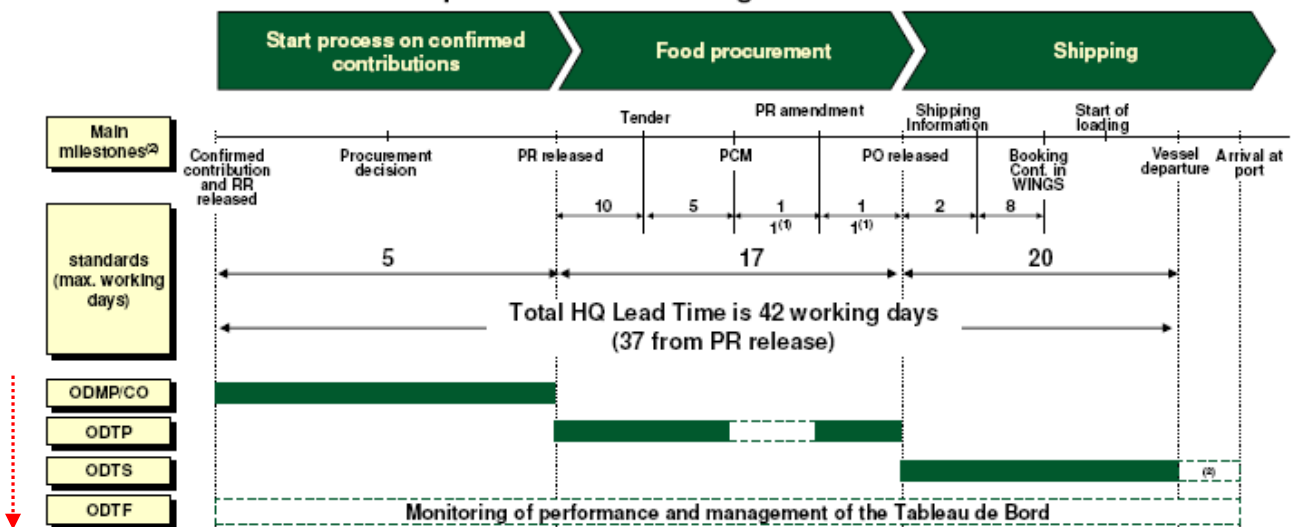 Start process on confirmed
contributions
Food procurement
Shipping
Main
milestones(2)
Tender
PR amendment
Shipping
Information
Start of
loading
Confirmed
contribution
and RR
released
Procurement
decision
PR released
PCM
PO released
Booking
Conf. in
WINGS
Vessel
departure
Arrival at
port
standards
(max. working
days)
10
5
1
1(1)
1
1(1)
2
8
5
17
20
Total HQ Lead Time is 42 working days
(37 from PR release)
ODMP/CO
ODTP
ODTS
(2)
ODTF
Monitoring of performance and management of the Tableau de Bord